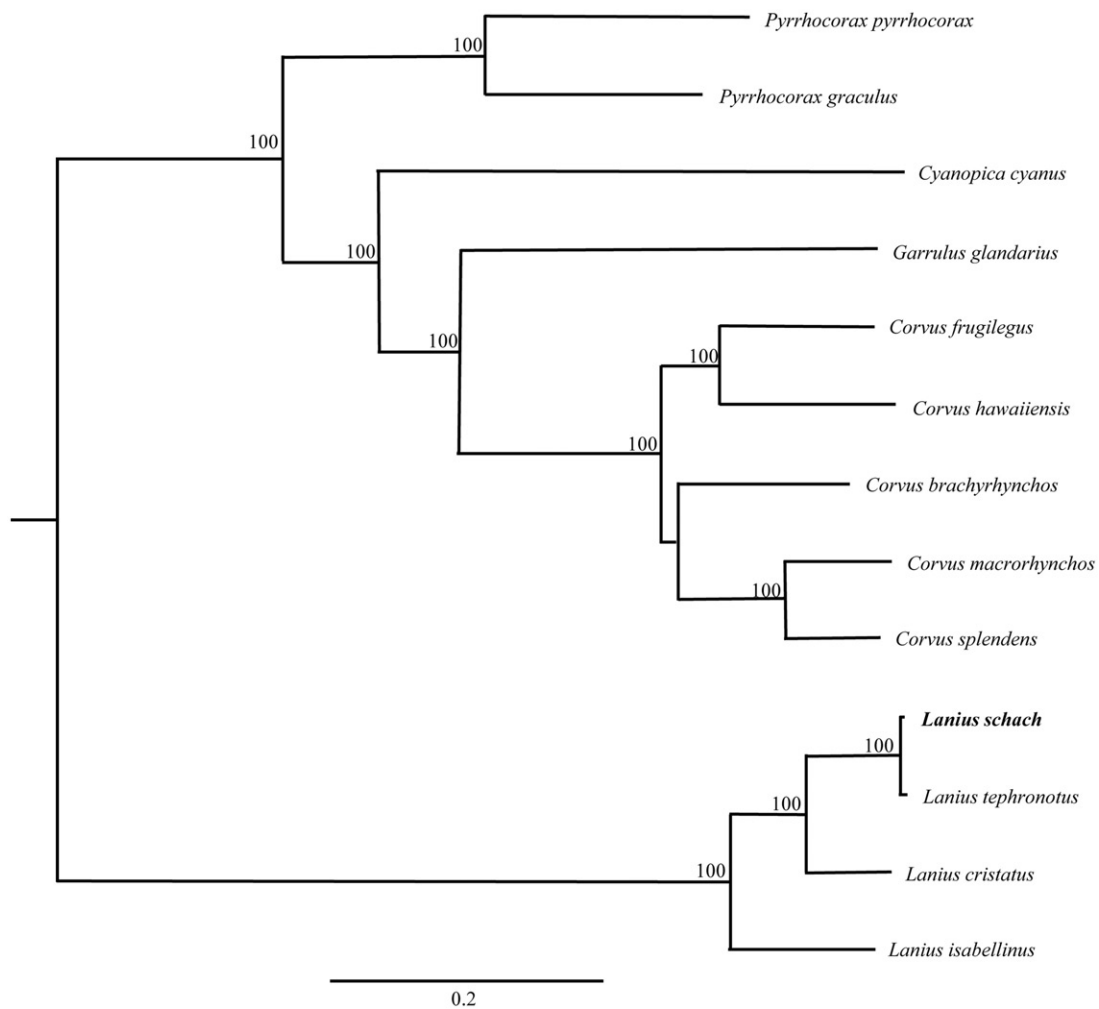 Pyrrhocorax pyrrhocorax
100
Pyrrhocorax graculus
100
Cyanopica cyanus
100
Garrulus glandarius
Corvus frugilegus
100
100
Corvus hawaiiensis
100
Corvus brachyrhynchos
Corvus macrorhynchos
100
Corvus splendens
Lanius schach
100
Lanius tephronotus
100
100
Lanius cristatus
Lanius isabellinus
0.2